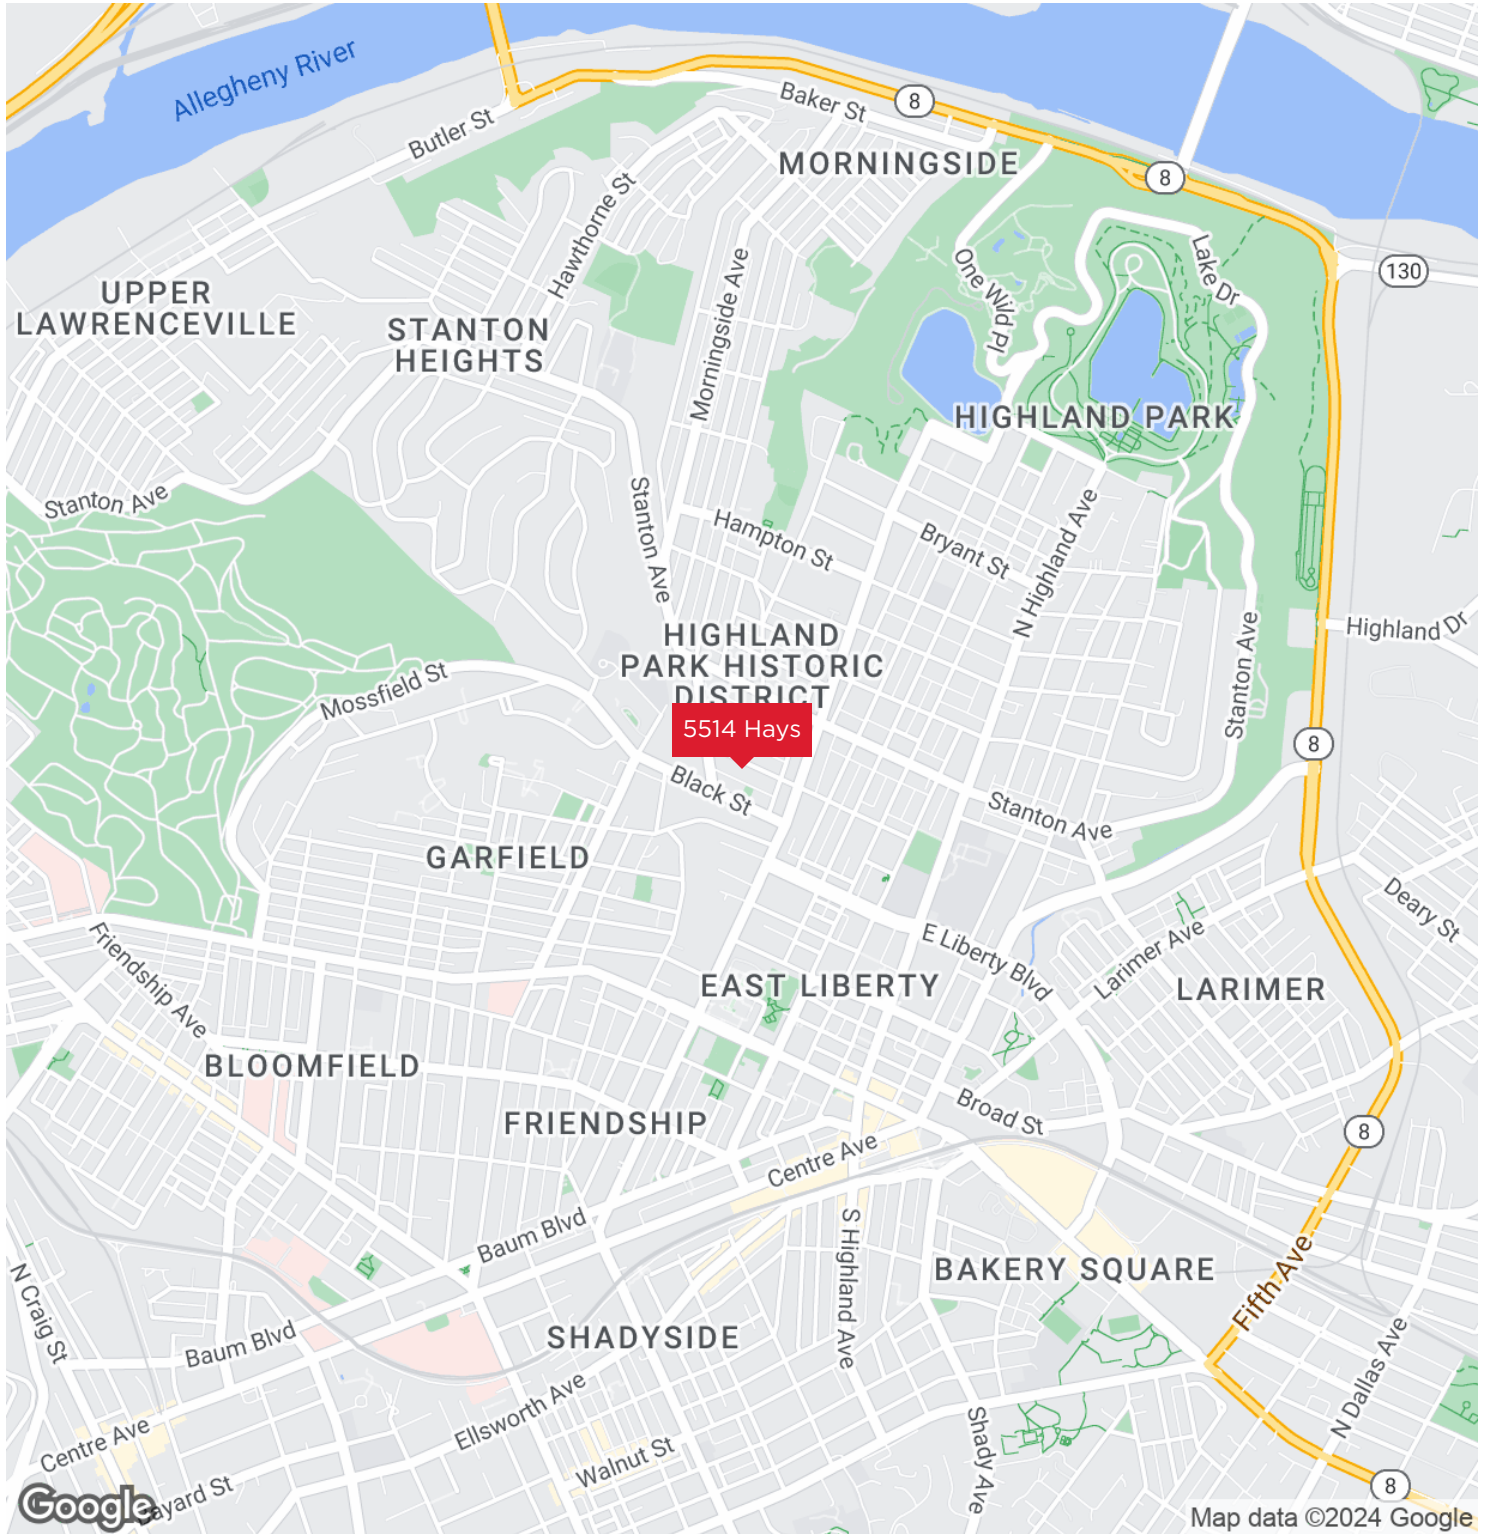 Allegheny River
Butler St
Baker St
8
MORNINGSIDE
8
Hawthorne St
One Wild Pl
Lake Dr
130
UPPER
LAWRENCEVILLE
STANTON
HEIGHTS
Morningside Ave
HIGHLAND PARK
Stanton Ave
Stanton Ave
Hampton St
Bryant St
N Highland Ave
HIGHLAND
PARK HISTORIC
DISTRICT
Stanton Ave
Highland Dr
Mossfield St
5514 Hays
8
Black St
Stanton Ave
GARFIELD
Deary St
Friendship Ave
E Liberty Blvd
Larimer Ave
EAST LIBERTY
LARIMER
BLOOMFIELD
FRIENDSHIP
Broad St
8
Centre Ave
Baum Blvd
S Highland Ave
BAKERY SQUARE
Fifth Ave
N Craig St
Baum Blvd
SHADYSIDE
N Dallas Ave
Ellsworth Ave
Centre Ave
Walnut St
Shady Ave
8
Bayard St
Google
Map data ©2024 Google